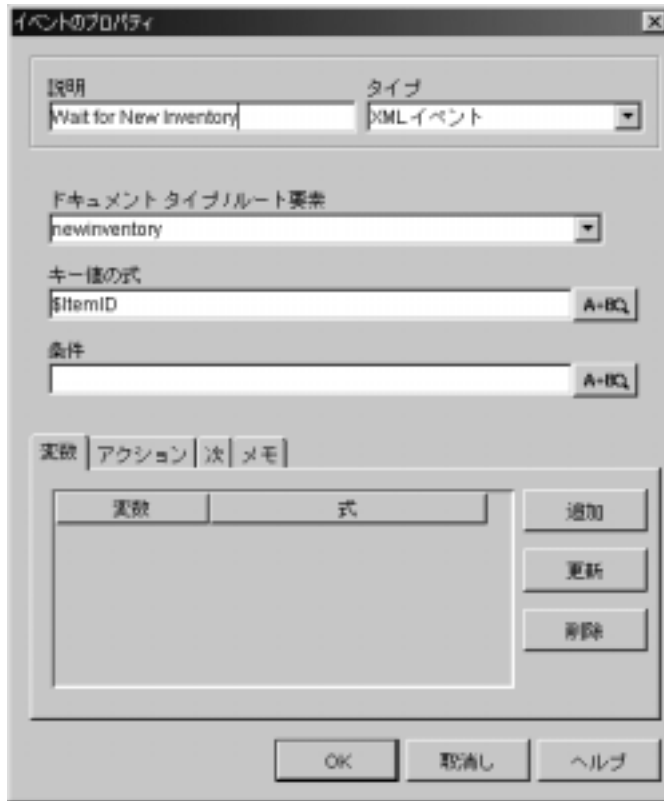 イベントのプロパティ
説明 タイプ
Wait for New Inventory XMLイベント
ドキュメント タイプ/ルート要素
newinventory
キー値の式
$ItemID A+B
条件
A+B
変数 アクション 次 メモ
変数 式 追加
更新
削除
OK 取消し ヘルプ